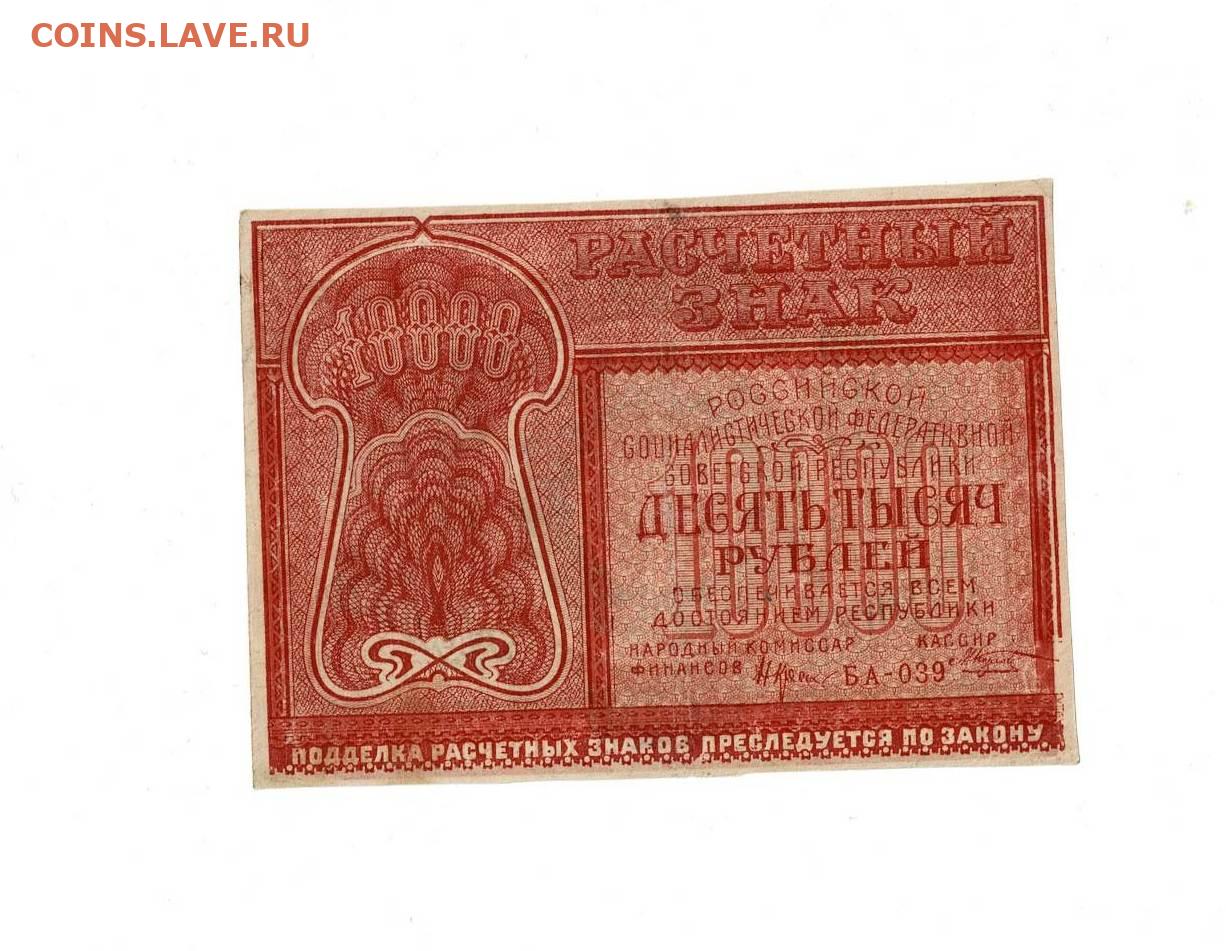 COINS.LAVE.RU
РАСЧЕТНЫЙ
ЗНАК
10000
РОССИЙСКОЙ
СОЦИАЛИСТИЧЕСКОЙ ФЕДЕРАТИВНОЙ
СОВЕТСКОЙ РЕСПУБЛИКИ
10000
ДЕСЯТЬ ТЫСЯЧ
РУБЛЕЙ
ОБЕСПЕЧИВАЕТСЯ ВСЕМ
ДОСТОЯНИЕМ РЕСПУБЛИКИ
НАРОДНЫЙ КОМИССАР КАССИР
ФИНАНСОВ БА-039
ПОДДЕЛКА РАСЧЕТНЫХ ЗНАКОВ ПРЕСЛЕДУЕТСЯ ПО ЗАКОНУ